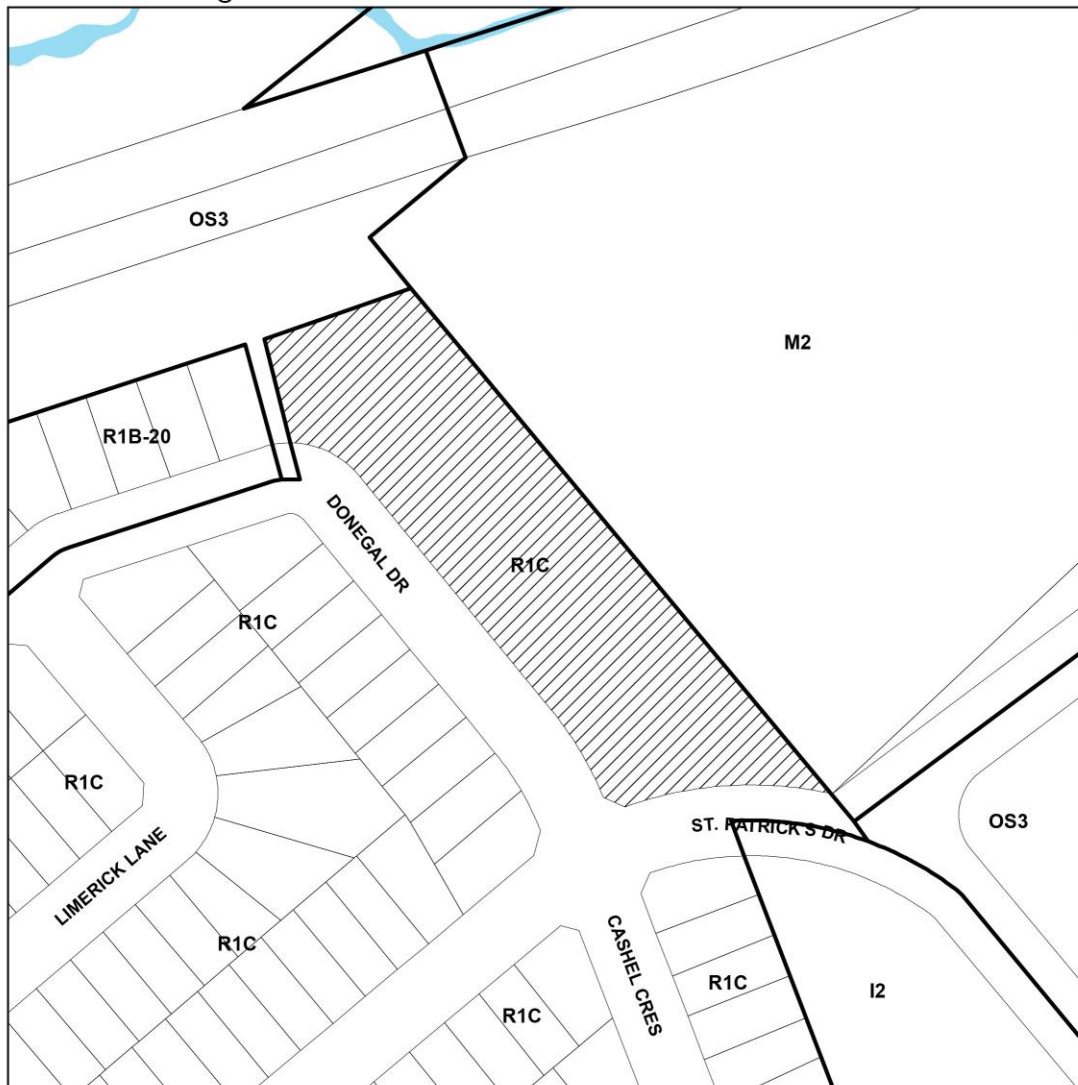 OS3
M2
R1B-20
DONEGAL DR
R1C
R1C
R1C
OS3
ST. PATRICK'S DR
LIMERICK LANE
R1C
CASHEL CRES
R1C
I2
R1C